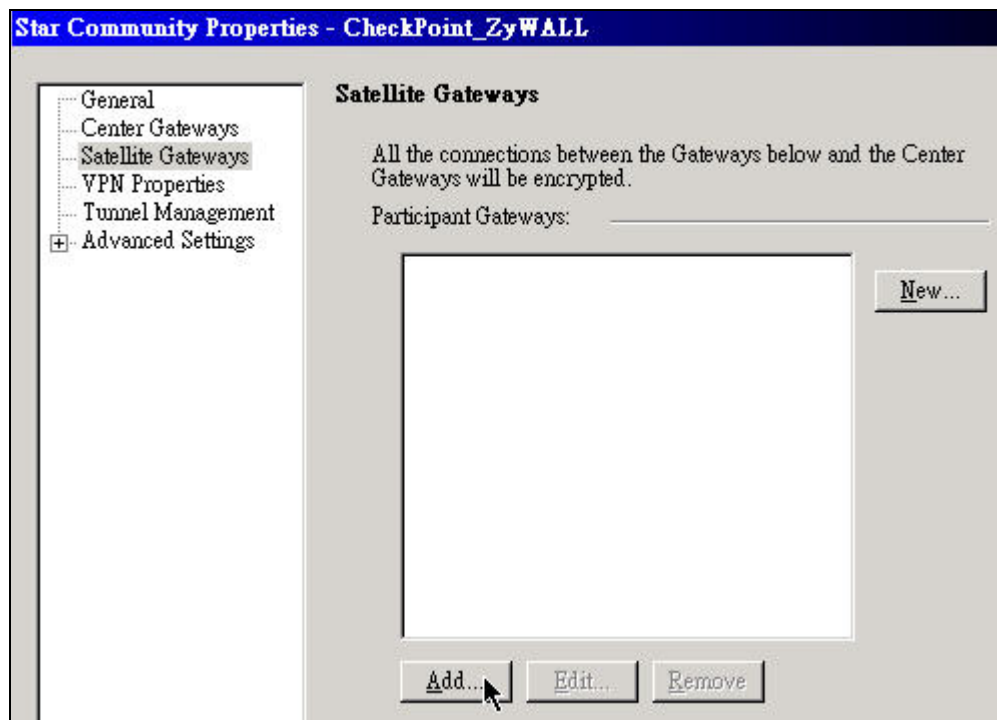 Star Community Properties - CheckPoint_ZyWALL
General
Center Gateways
Satellite Gateways
VPN Properties
Tunnel Management
Advanced Settings
Satellite Gateways
All the connections between the Gateways below and the Center
Gateways will be encrypted.
Participant Gateways:
New...
Add...
Edit...
Remove